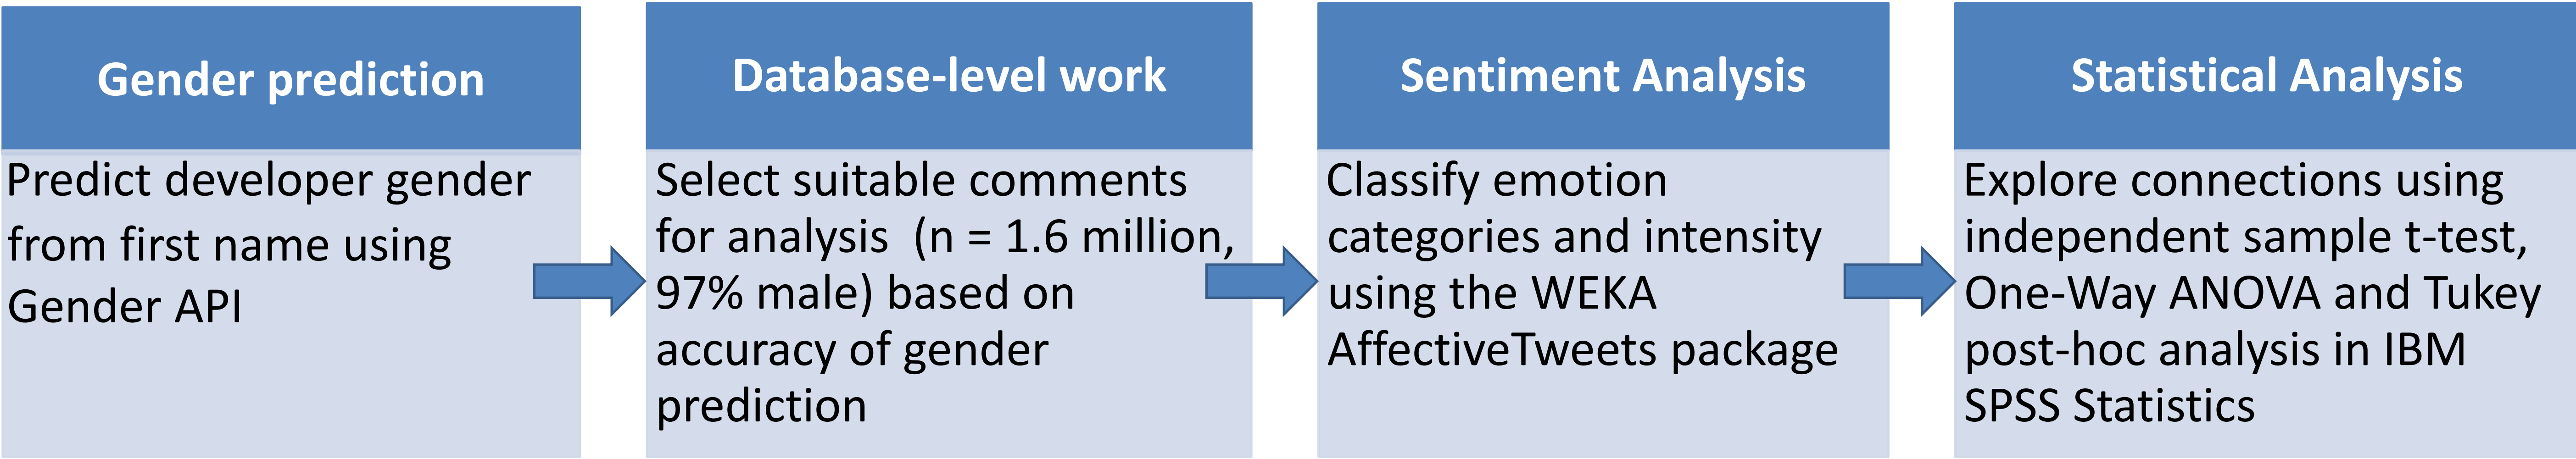 Gender prediction
Predict developer gender
from first name using
Gender API
Database-level work
Select suitable comments
for analysis  (n = 1.6 million,
97% male) based on
accuracy of gender
prediction
Sentiment Analysis
Classify emotion
categories and intensity
using the WEKA
AffectiveTweets package
Statistical Analysis
Explore connections using
independent sample t-test,
One-Way ANOVA and Tukey
post-hoc analysis in IBM
SPSS Statistics